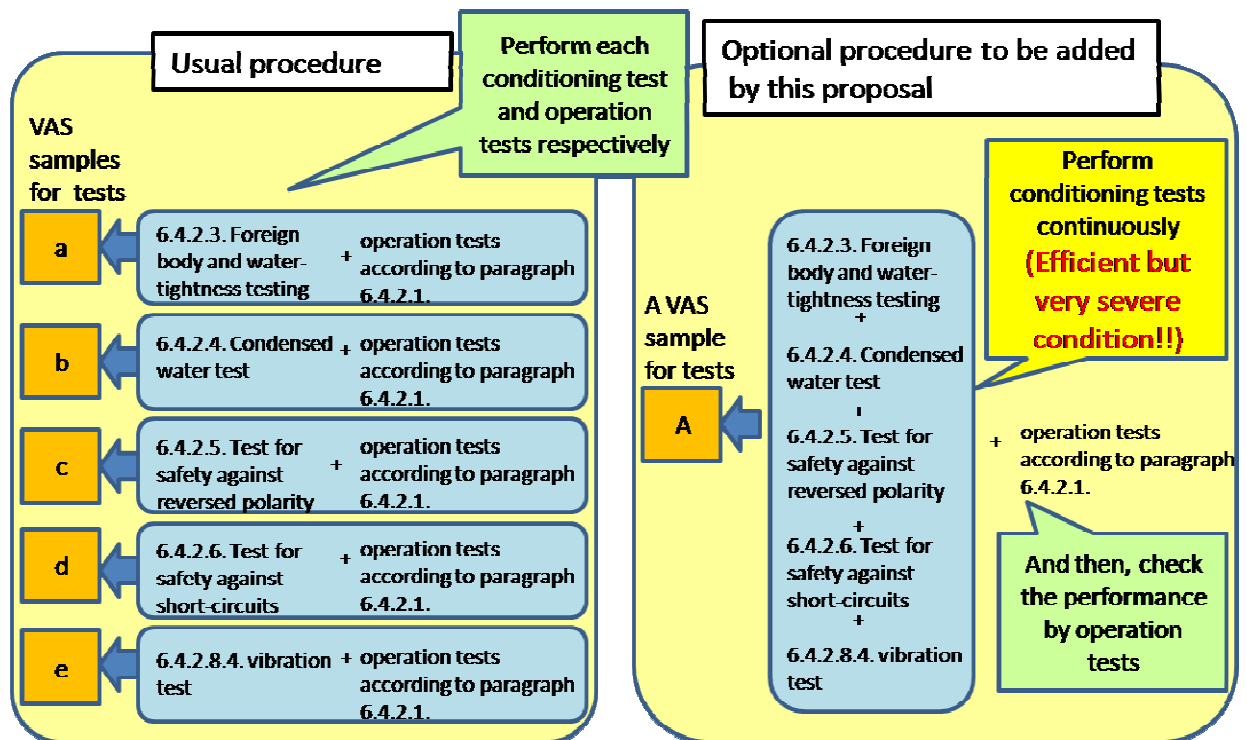 Usual procedure
Perform each
conditioning test
and operation
tests respectively
VAS
samples
for tests
a
6.4.2.3. Foreign
body and water-
tightness testing
+ operation tests
according to paragraph
6.4.2.1.
b
6.4.2.4. Condensed
water test
+ operation tests
according to paragraph
6.4.2.1.
c
6.4.2.5. Test for
safety against
reversed polarity
+ operation tests
according to paragraph
6.4.2.1.
d
6.4.2.6. Test for
safety against
short-circuits
+ operation tests
according to paragraph
6.4.2.1.
e
6.4.2.8.4. vibration
test
+ operation tests
according to paragraph
6.4.2.1.
Optional procedure to be added
by this proposal
Perform
conditioning tests
continuously
(Efficient but
very severe
condition!!)
A VAS
sample
for tests
A
6.4.2.3. Foreign
body and water-
tightness testing
+
6.4.2.4. Condensed
water test
6.4.2.5. Test for
safety against
reversed polarity
+
6.4.2.6. Test for
safety against
short-circuits
+
6.4.2.8.4. vibration
test
+ operation tests
according to paragraph
6.4.2.1.
And then, check
the performance
by operation
tests